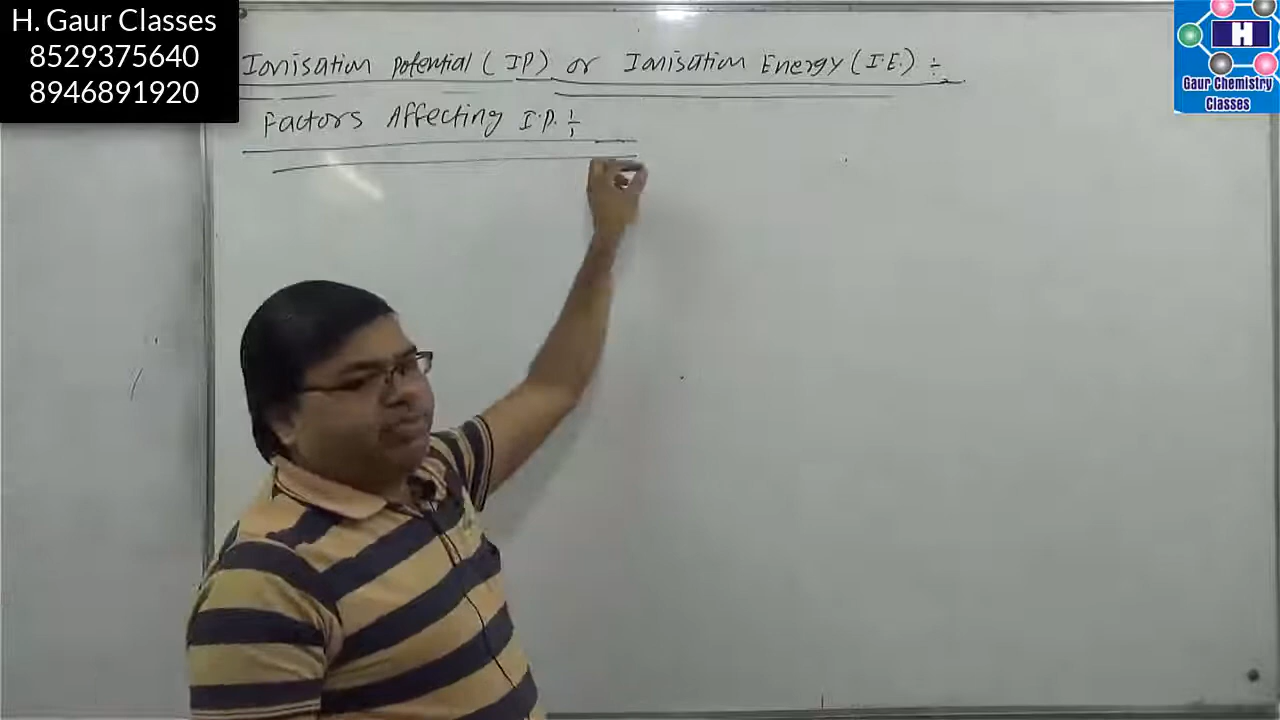 H. Gaur Classes
8529375640
8946891920
Ionisation potential (IP) or Ionisation Energy (I.E.) ÷
Factors Affecting I.P. ÷
H
Gaur Chemistry
Classes